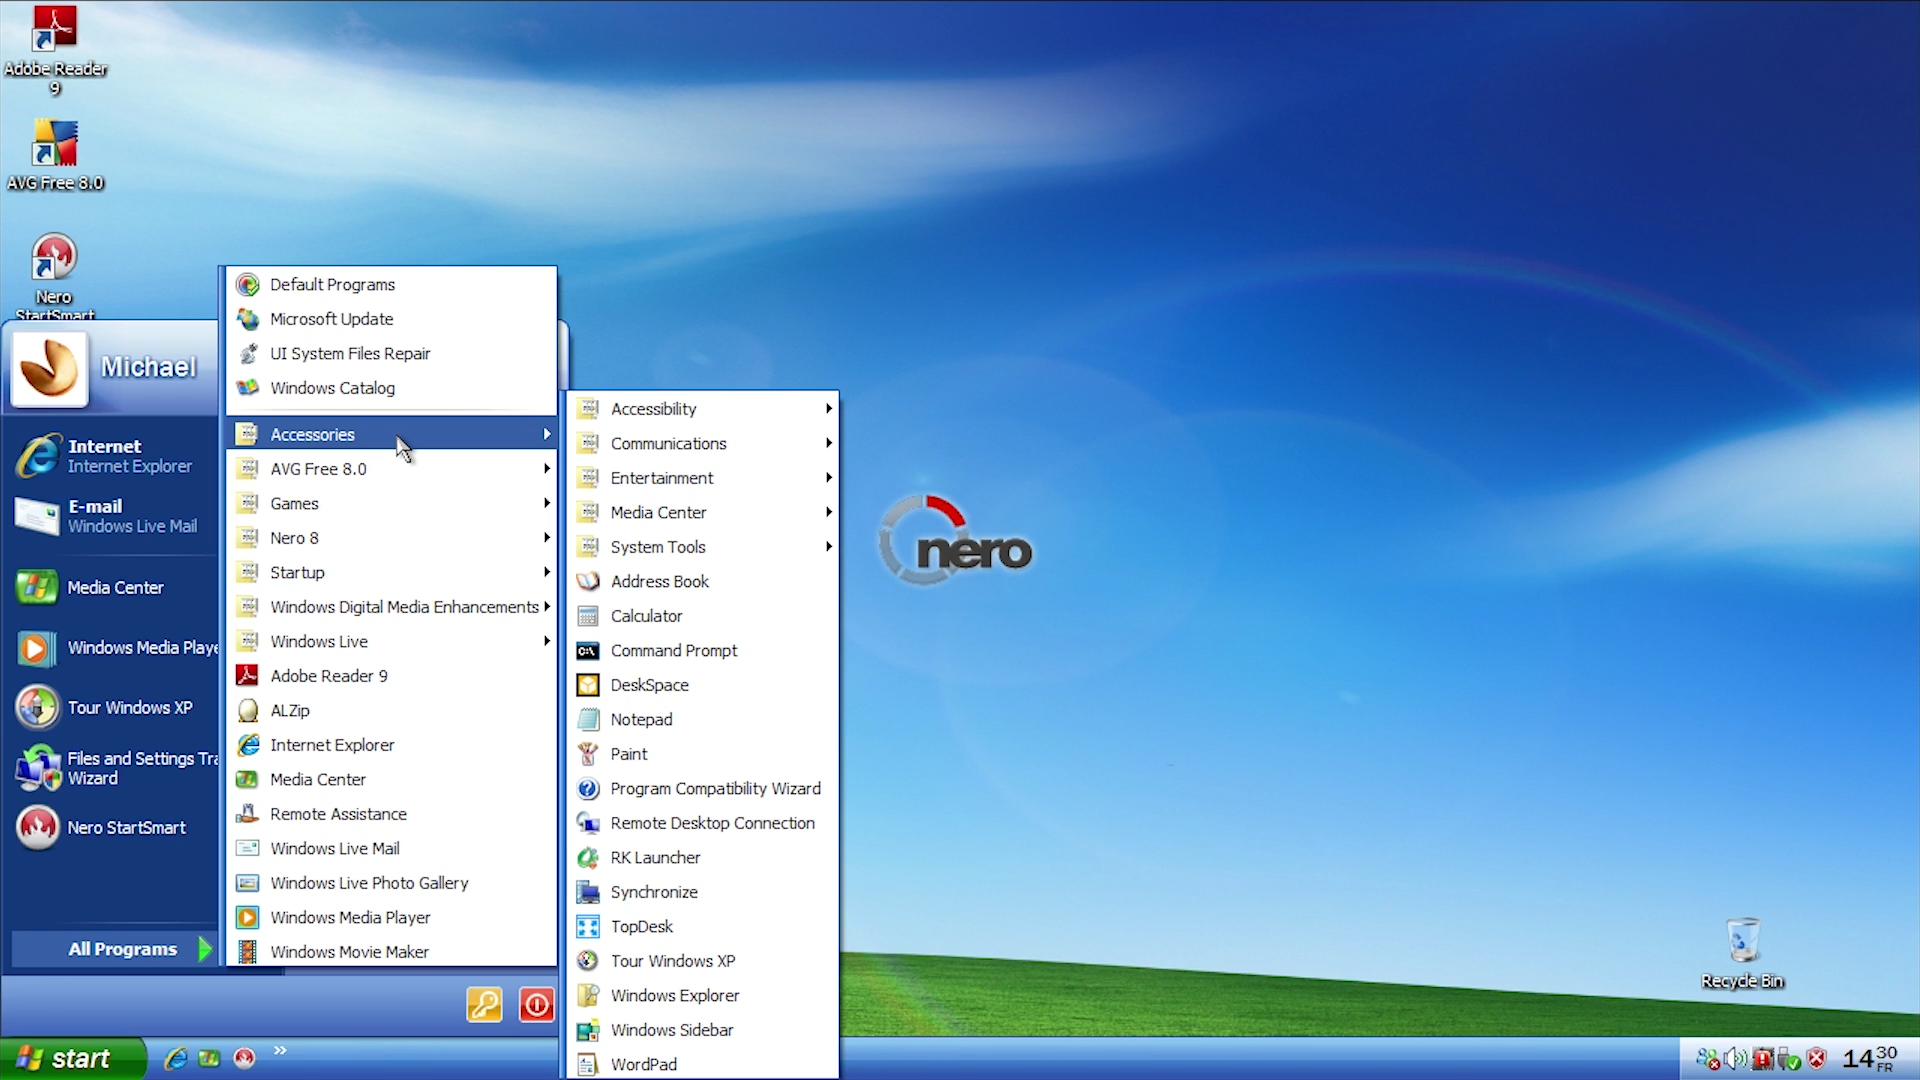 Adobe Reader
9
AVG Free 8.0
Nero
StartSmart
Michael
Internet
Internet Explorer
E-mail
Windows Live Mail
Media Center
Windows Media Playe
Tour Windows XP
Files and Settings Tra
Wizard
Nero StartSmart
All Programs
Default Programs
Microsoft Update
UI System Files Repair
Windows Catalog
Accessories
AVG Free 8.0
Games
Nero 8
Startup
Windows Digital Media Enhancements
Windows Live
Adobe Reader 9
ALZip
Internet Explorer
Media Center
Remote Assistance
Windows Live Mail
Windows Live Photo Gallery
Windows Media Player
Windows Movie Maker
Accessibility
Communications
Entertainment
Media Center
System Tools
Address Book
Calculator
Command Prompt
DeskSpace
Notepad
Paint
Program Compatibility Wizard
Remote Desktop Connection
RK Launcher
Synchronize
TopDesk
Tour Windows XP
Windows Explorer
Windows Sidebar
WordPad
nero
Recycle Bin
start
14 30
FR